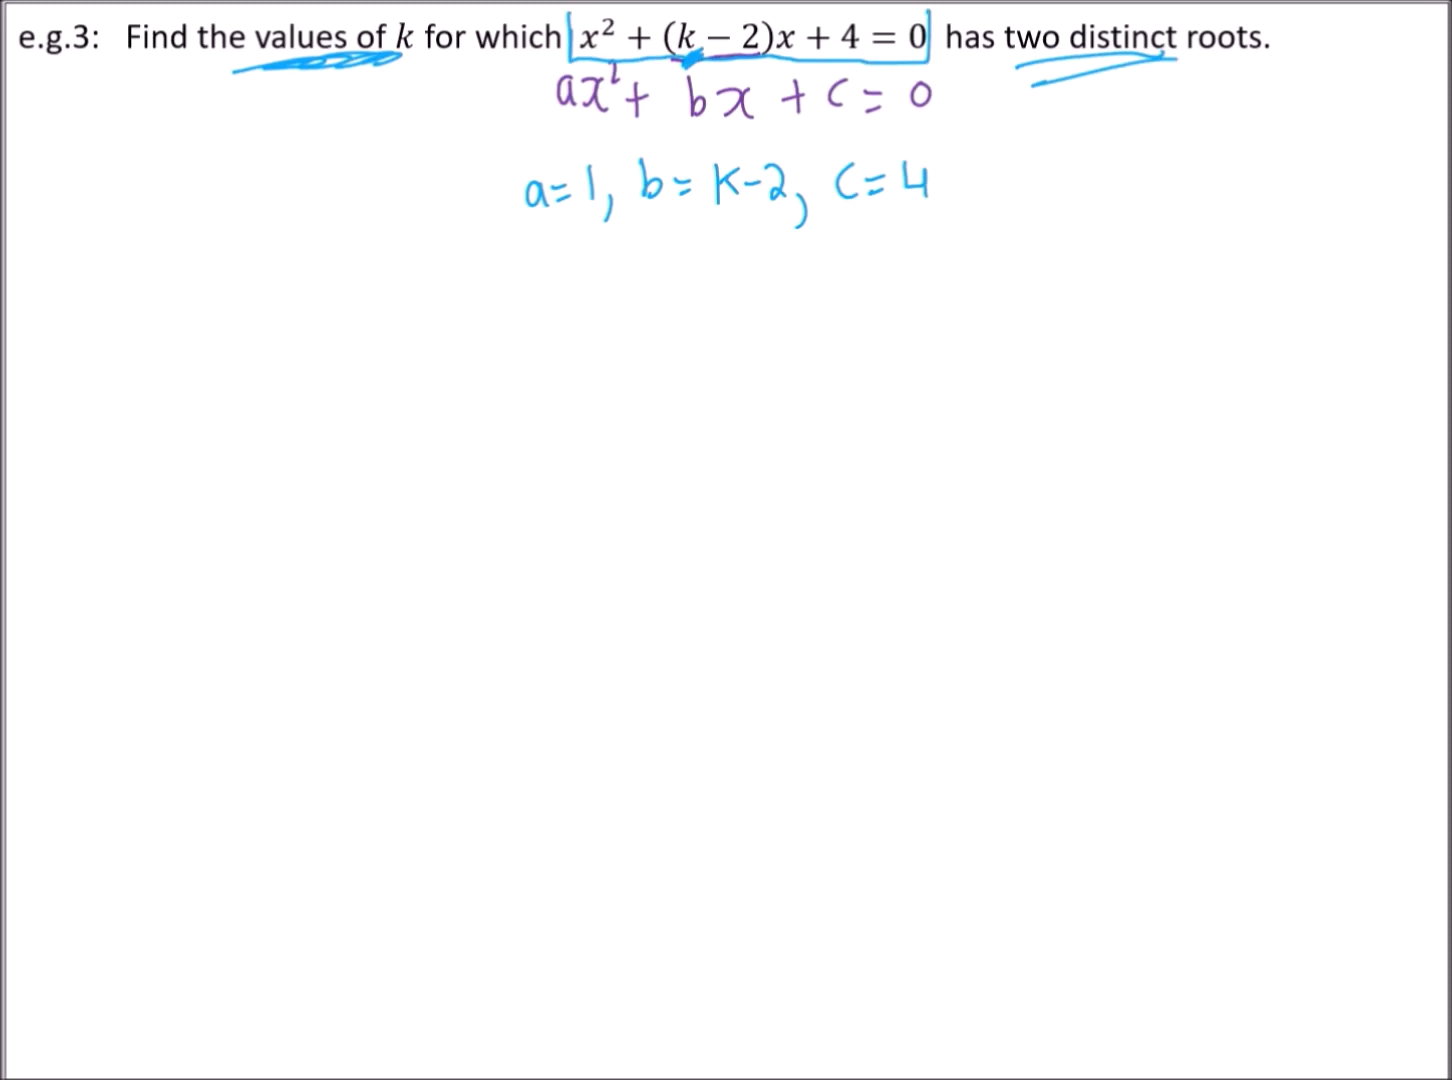 e.g.3: Find the values of k for which x² + (k − 2)x + 4 = 0 has two distinct roots.
ax² + bx + c = 0
a=1, b=k-2, c=4